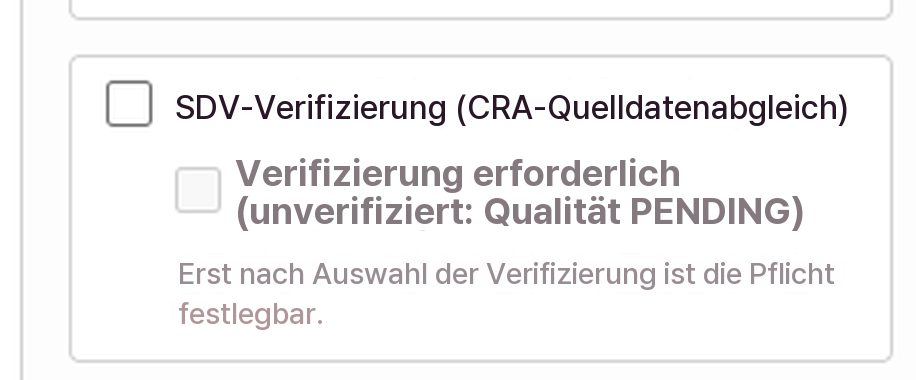 SDV-Verifizierung (CRA-Quelldatenabgleich)
Verifizierung erforderlich
(unverifiziert: Qualität PENDING)
Erst nach Auswahl der Verifizierung ist die Pflicht
festlegbar.